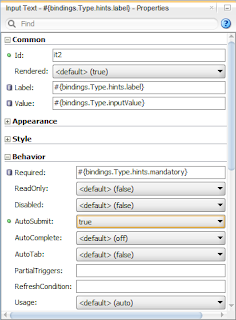 Input Text - #{bindings.Type.hints.label} - Properties
Find
Common
Id: it2
Rendered: <default> (true)
Label: #{bindings.Type.hints.label}
Value: #{bindings.Type.inputValue}
Appearance
Style
Behavior
Required: #{bindings.Type.hints.mandatory}
ReadOnly: <default> (false)
Disabled: <default> (false)
AutoSubmit: true
AutoComplete: <default> (off)
AutoTab: <default> (false)
PartialTriggers:
RefreshCondition:
Usage: <default> (auto)